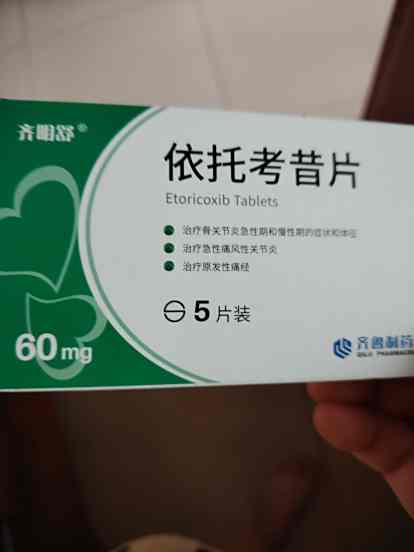 齐明舒®
依托考昔片
Etoricoxib Tablets
治疗骨关节炎急性期和慢性期的症状和体征
治疗急性痛风性关节炎
治疗原发性痛经
5片装
60mg
齐鲁制药
QILU PHARMACEU